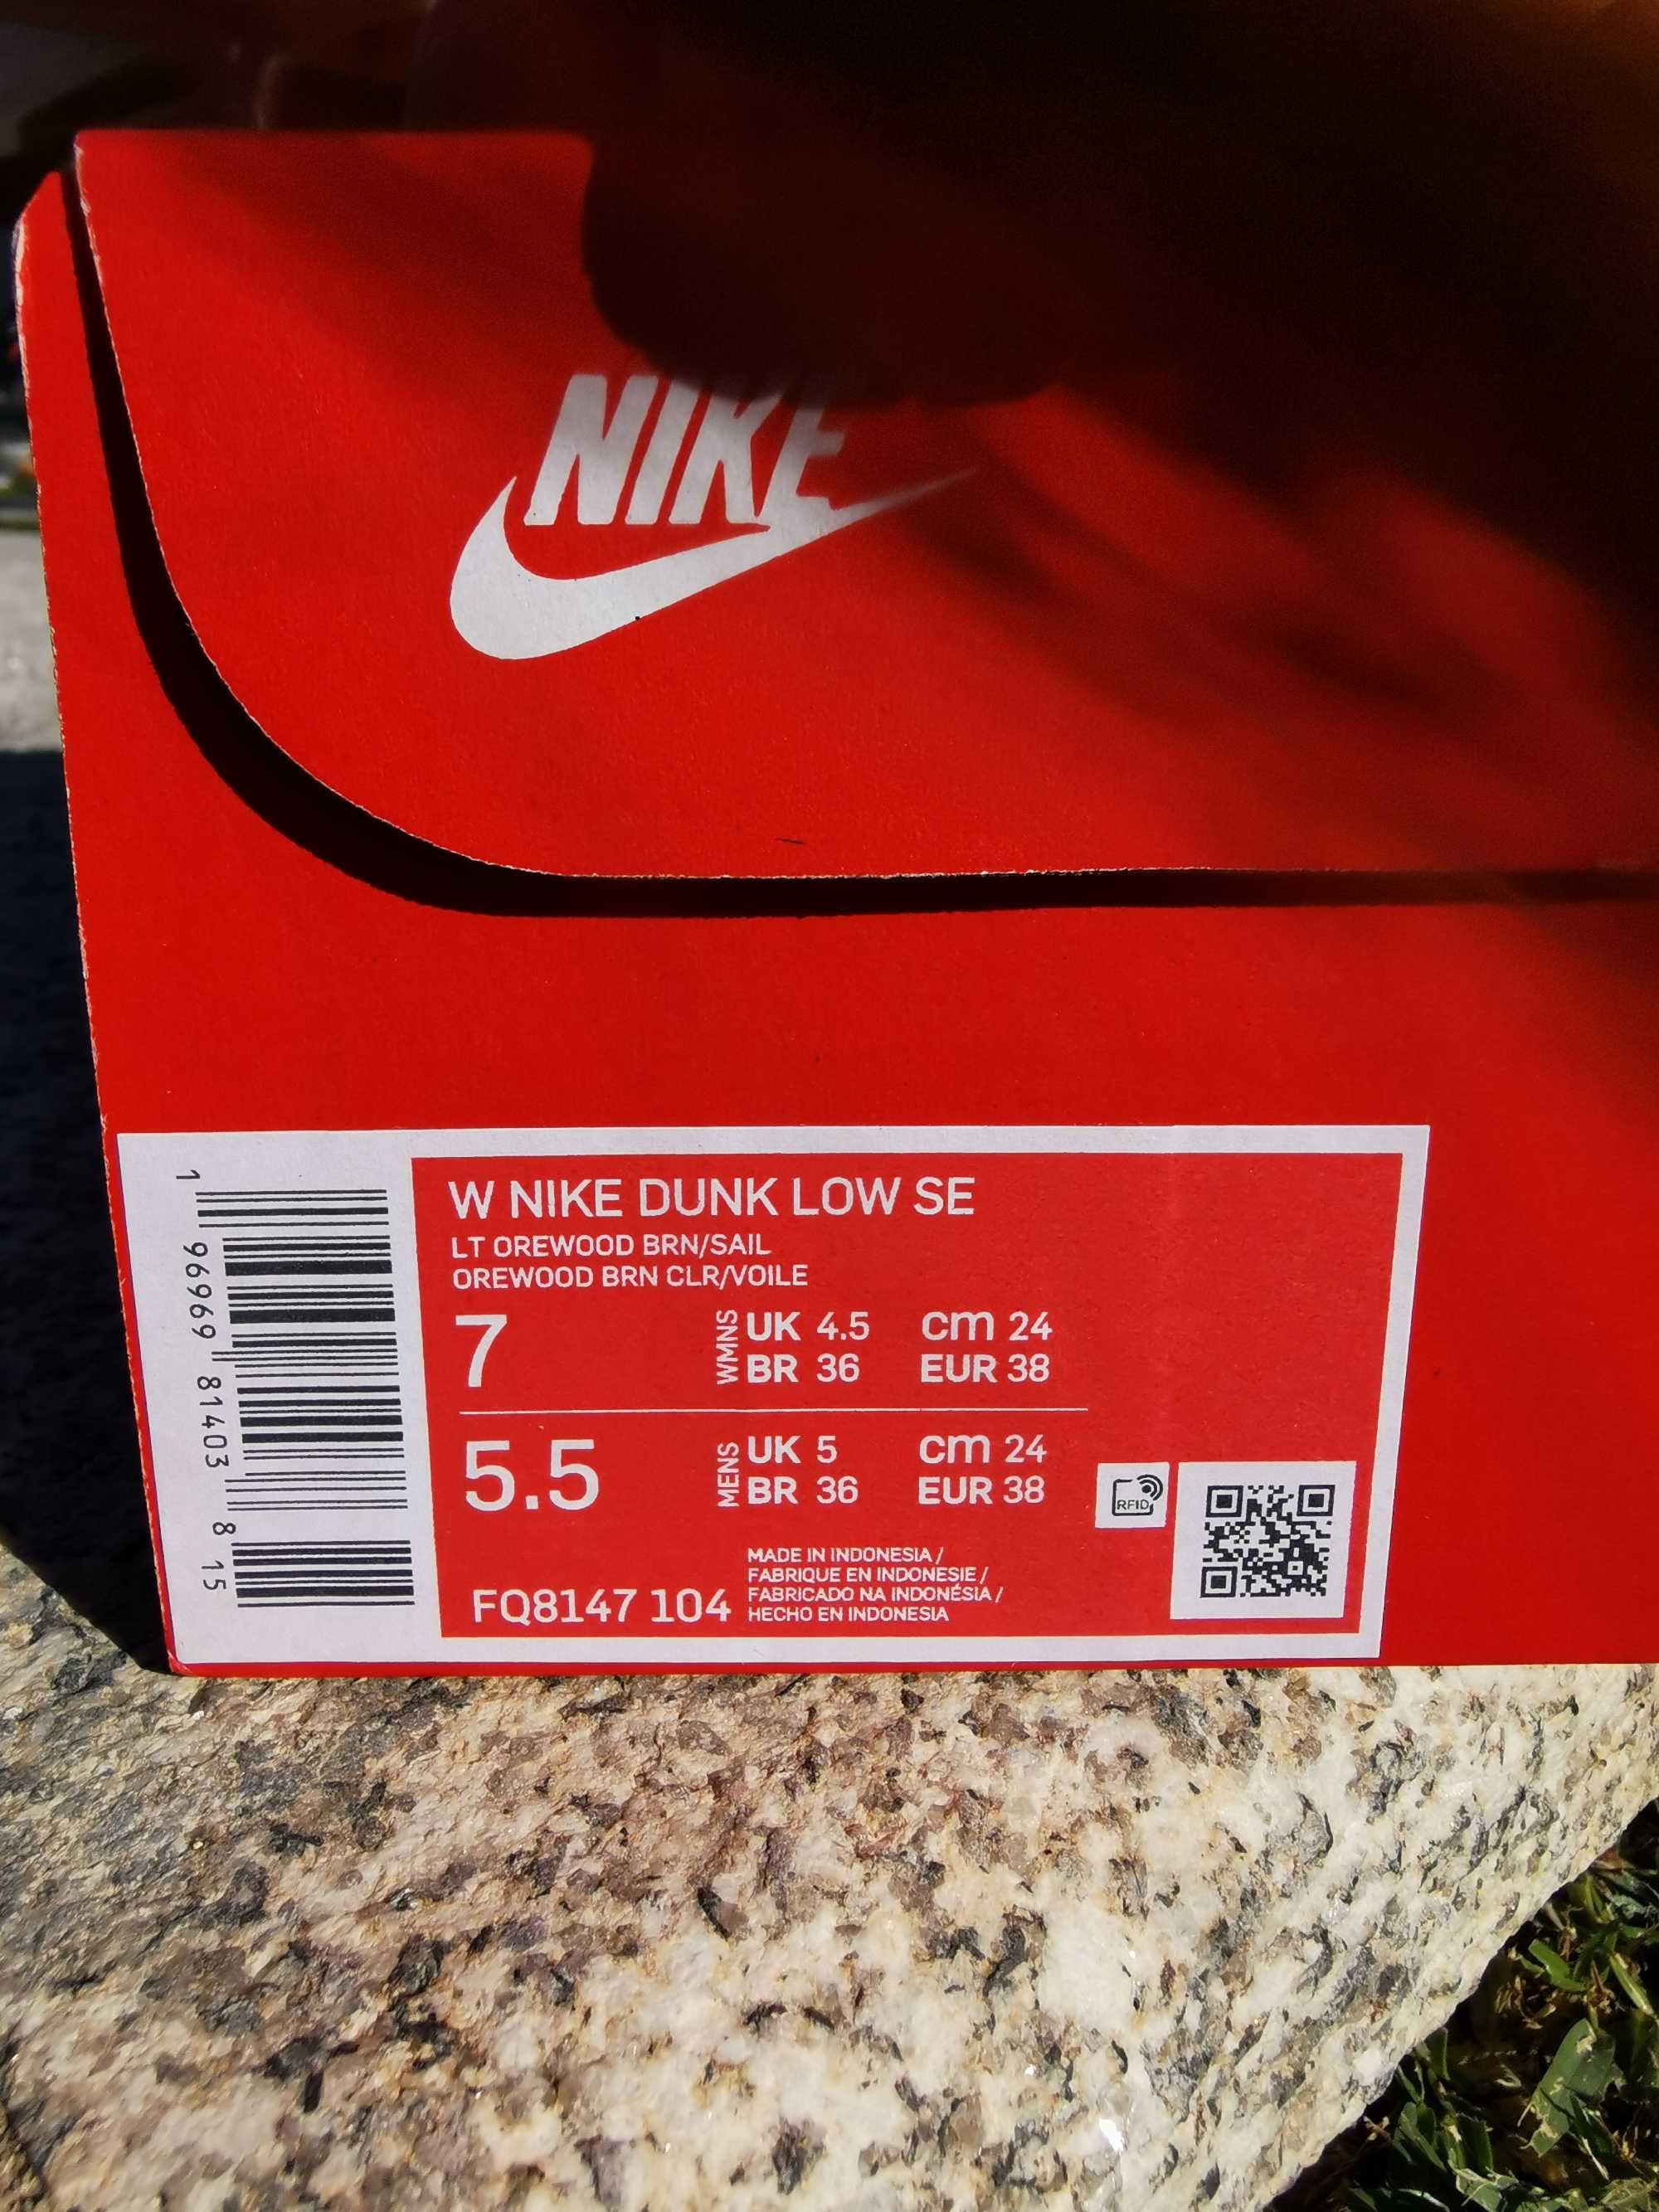 NIKE
W NIKE DUNK LOW SE
LT OREWOOD BRN/SAIL
OREWOOD BRN CLR/VOILE
7 WMNS UK 4.5 cm 24
BR 36 EUR 38
5.5 MENS UK 5 cm 24
BR 36 EUR 38
RFID
MADE IN INDONESIA /
FABRIQUE EN INDONESIE /
FABRICADO NA INDONÉSIA /
HECHO EN INDONESIA
FQ8147 104
1 96969 81403 8 15